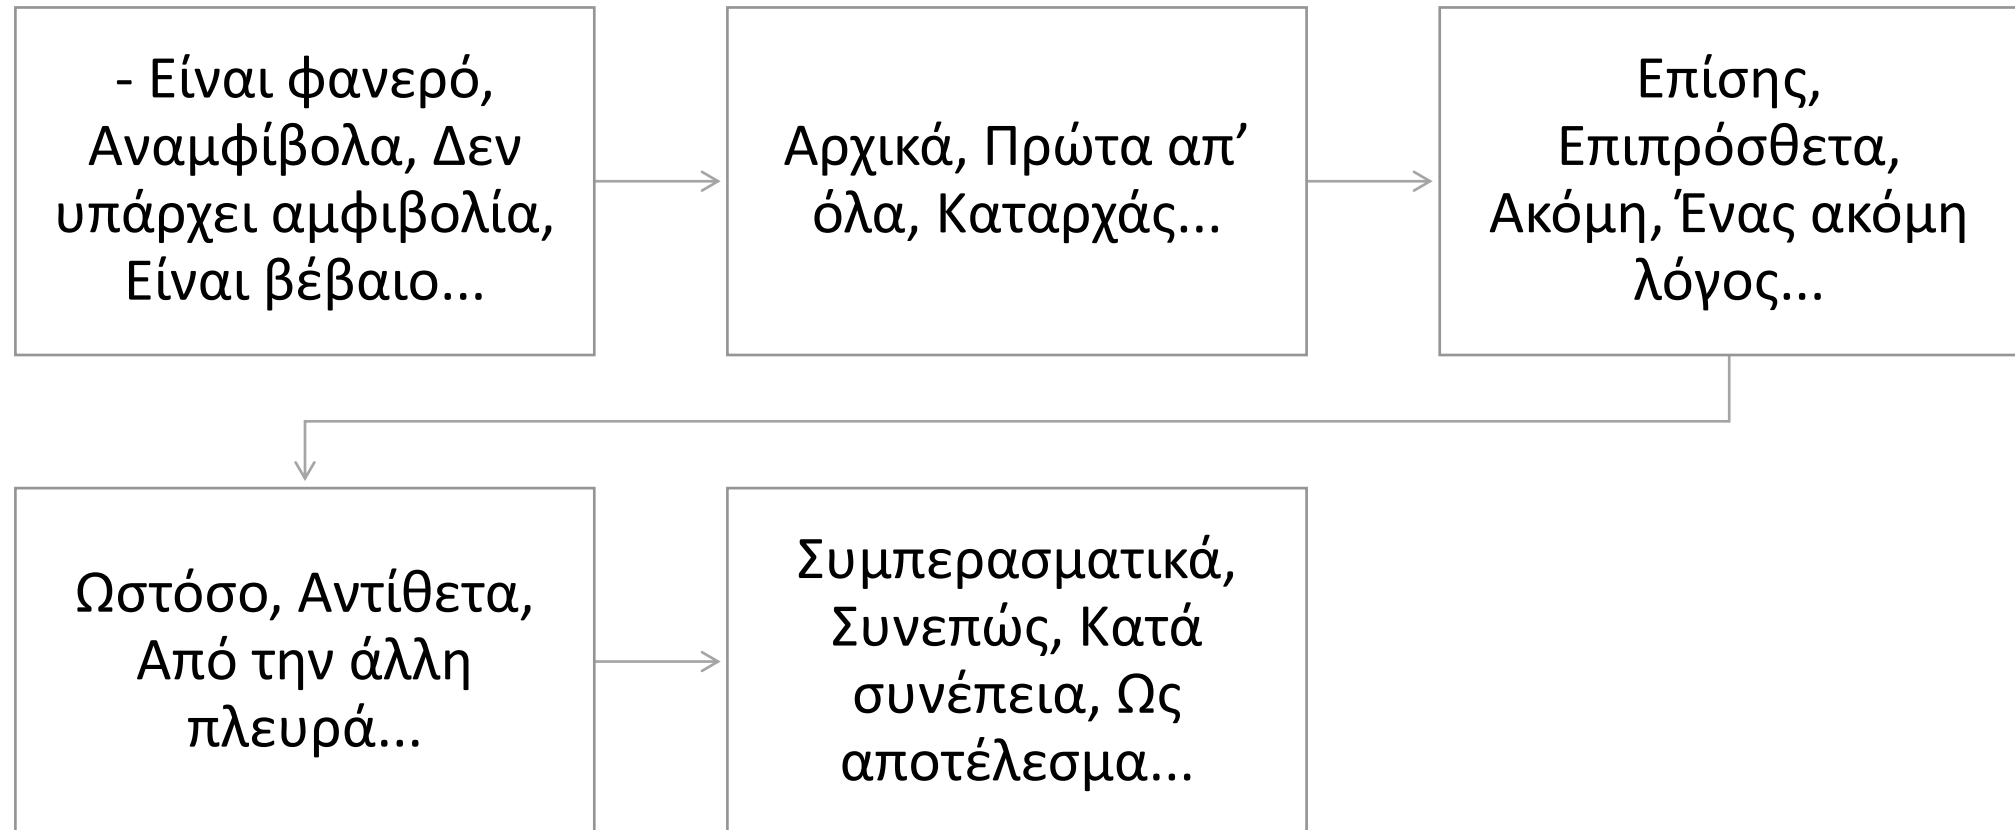 - Είναι φανερό,
Αναμφίβολα, Δεν
υπάρχει αμφιβολία,
Είναι βέβαιο...
Αρχικά, Πρώτα απ’
όλα, Καταρχάς...
Επίσης,
Επιπρόσθετα,
Ακόμη, Ένας ακόμη
λόγος...
Ωστόσο, Αντίθετα,
Από την άλλη
πλευρά...
Συμπερασματικά,
Συνεπώς, Κατά
συνέπεια, Ως
αποτέλεσμα...